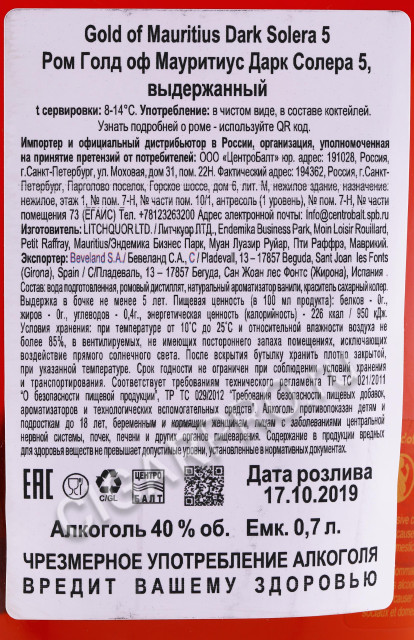 Gold of Mauritius Dark Solera 5
Ром Голд оф Мауритиус Дарк Солера 5,
выдержанный
t сервировки: 8-14°C. Употребление: в чистом виде, в составе коктейлей.
Узнать подробней о роме - используйте QR код.
Импортер и официальный дистрибьютор в России, организация, уполномоченная
на принятие претензий от потребителей: ООО «ЦентроБалт» юр. адрес: 191028, Россия,
г.Санкт-Петербург, ул. Моховая, дом 31, пом. 22Н. Фактический адрес: 194362, Россия, г.Санкт-
Петербург, Парголово поселок, Горское шоссе, дом 6, лит. М, нежилое здание, назначение:
нежилое, этаж 1, № пом. 7-Н, № части пом. 10/1, антресоль (1 уровень), № пом. 7-Н, № части
помещения 73 (ЕГАИС) Тел. +78123263200 Адрес электронной почты: Info@centrobalt.spb.ru
Изготовитель: LITCHQUOR LTD. / Литчкуор ЛТД., Endemika Business Park, Moin Loisir Rouillard,
Petit Raffray, Mauritius/Эндемика Бизнес Парк, Муан Луазир Руйар, Пти Раффрэ, Маврикий.
Экспортер: Beveland S.A./ Бевеланд С.А., C / Pladevall, 13 – 17857 Beguda, Sant Joan les Fonts
(Girona), Spain / С/Пладеваль, 13 – 17857 Бегуда, Сан Жоан лес Фонтс (Жирона), Испания .
Состав: вода подготовленная, ромовый дистиллят, натуральный ароматизатор ванили, краситель сахарный колер.
Выдержка в бочке не менее 5 лет. Пищевая ценность (в 100 мл продукта): белков - 0г.,
жиров - 0г., углеводов - 0,4г., энергетическая ценность (калорийность) - 226 ккал / 950 кДж.
Условия хранения: при температуре от 10°С до 25°С и относительной влажности воздуха не
более 85%, в вентилируемых, не имеющих постороннего запаха помещениях, исключающих
воздействие прямого солнечного света. После вскрытия бутылку хранить плотно закрытой,
при указанной температуре. Срок годности не ограничен при соблюдении условий хранения
и транспортирования. Соответствует требованиям технического регламента ТР ТС 021/2011
"О безопасности пищевой продукции", ТР ТС 029/2012 "Требования безопасности пищевых добавок,
ароматизаторов и технологических вспомогательных средств". Алкоголь противопоказан детям и
подросткам до 18 лет, беременным и кормящим женщинам, лицам с заболеваниями центральной
нервной системы, почек, печени и других органов пищеварения. Содержание в продукции вредных
для здоровья веществ не превышает допустимые уровни, установленные в нормативных документах.
EAC
C/GL
ЦЕНТРО
БАЛТ
Дата розлива
17.10.2019
Алкоголь 40 % об. Емк. 0,7 л.
ЧРЕЗМЕРНОЕ УПОТРЕБЛЕНИЕ АЛКОГОЛЯ
ВРЕДИТ ВАШЕМУ ЗДОРОВЬЮ